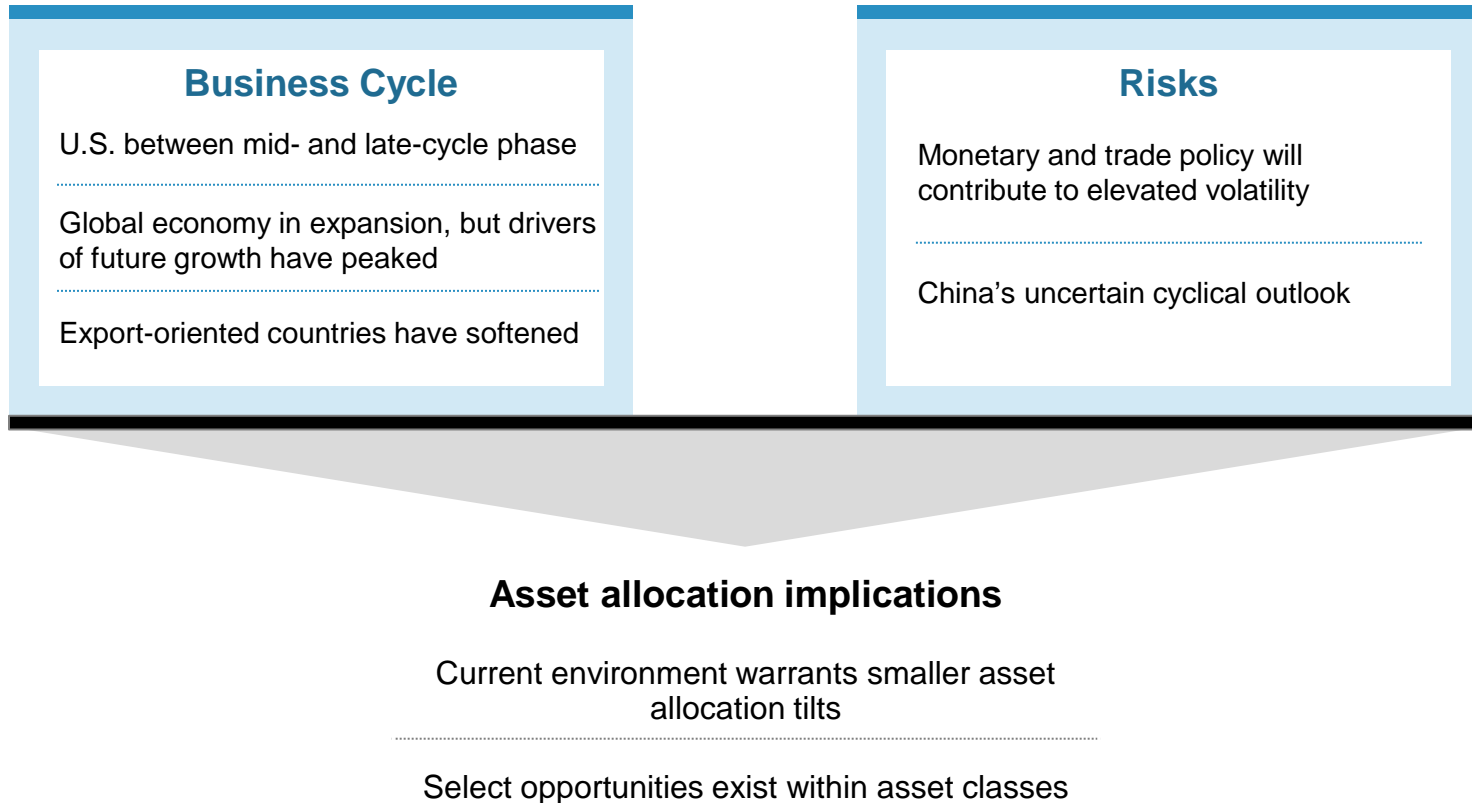 Business Cycle
U.S. between mid- and late-cycle phase
Global economy in expansion, but drivers
of future growth have peaked
Export-oriented countries have softened
Risks
Monetary and trade policy will
contribute to elevated volatility
China’s uncertain cyclical outlook
Asset allocation implications
Current environment warrants smaller asset
allocation tilts
Select opportunities exist within asset classes